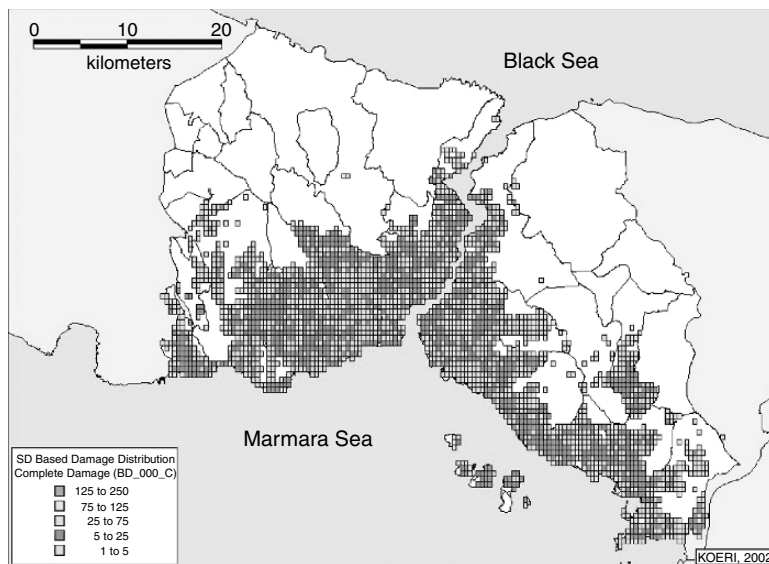 0 10 20
kilometers
Black Sea
Marmara Sea
SD Based Damage Distribution
Complete Damage (BD_000_C)
125 to 250
75 to 125
25 to 75
5 to 25
1 to 5
KOERI, 2002